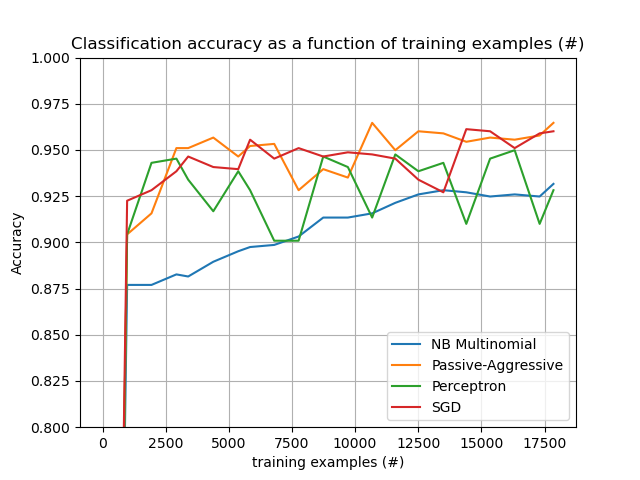 Classification accuracy as a function of training examples (#)
1.000
0.975
0.950
0.925
0.900
0.875
0.850
0.825
0.800
Accuracy
NB Multinomial
Passive-Aggressive
Perceptron
SGD
0 2500 5000 7500 10000 12500 15000 17500
training examples (#)